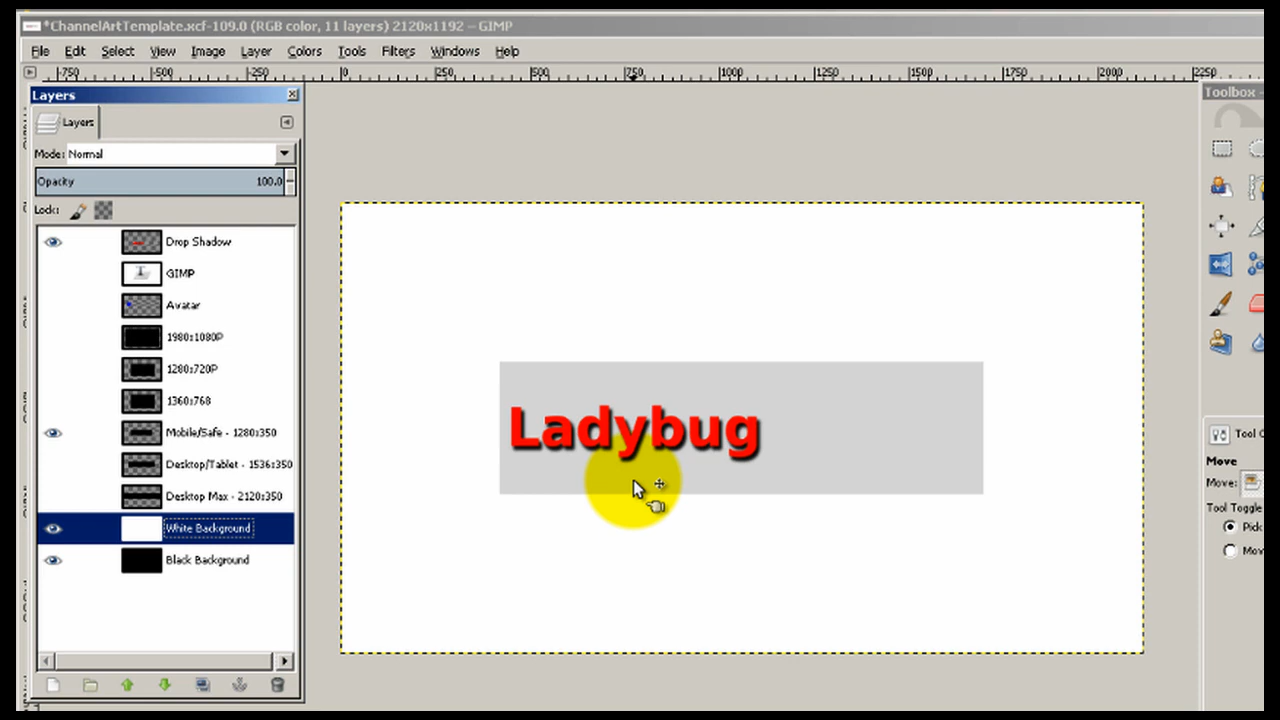 *ChannelArtTemplate.xcf-109.0 (RGB color, 11 layers) 2120x1192 – GIMP
File Edit Select View Image Layer Colors Tools Filters Windows Help
-750 -500 -250 0 250 500 750 1000 1250 1500 1750 2000 2250
Layers
Toolbox -
Layers
Mode: Normal
Opacity 100.0
Lock:
Drop Shadow
GIMP
Avatar
1980x1080P
1280x720P
1360x768
Mobile/Safe - 1280x350
Desktop/Tablet - 1536x350
Desktop Max - 2120x350
White Background
Black Background
Ladybug
Tool O
Move
Move:
Tool Toggle
Pick
Mov